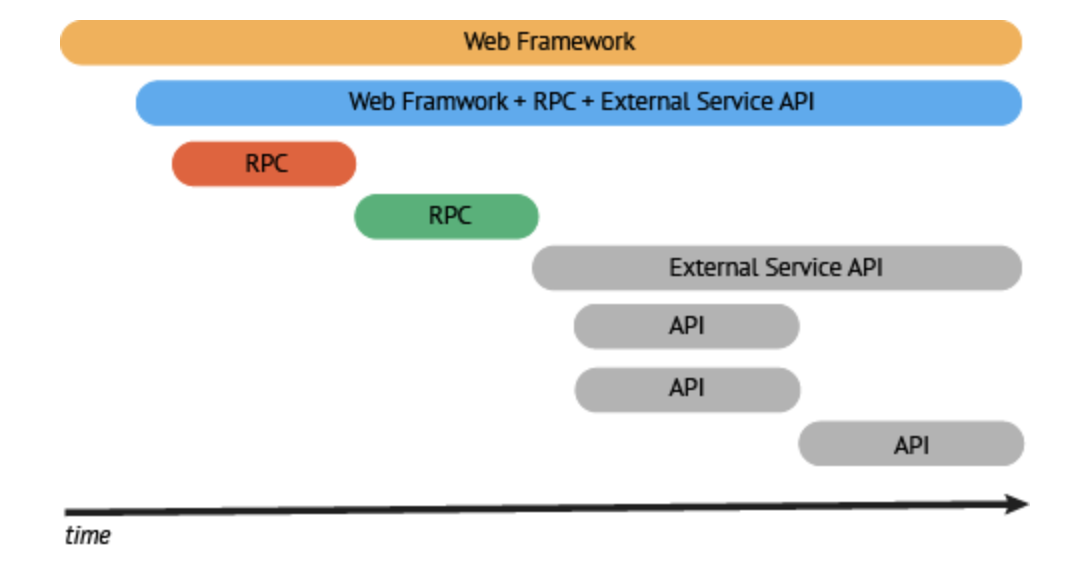 Web Framework
Web Framwork + RPC + External Service API
RPC
RPC
External Service API
API
API
API
time